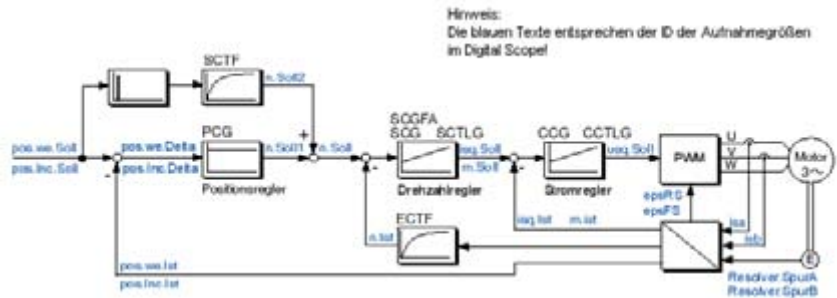 Hinweis:
Die blauen Texte entsprechen der ID der Aufnahmegrößen
im Digital Scope!
SCTF
n.Soll2
pos.we.Soll
pos.Inc.Soll
pos.we.Delta
pos.Inc.Delta
PCG
n.Soll1
n.Soll
Positionsregler
SCGFA
SCG SCTLG
isq.Soll
m.Soll
Drehzahlregler
CCG CCTLG
usq.Soll
Stromregler
PWM
U
V
W
Motor
3~
epsRS
epsFS
isa
isb
isq.Ist m.Ist
ECTF
n.Ist
pos.we.Ist
pos.Inc.Ist
E
Resolver.SpurA
Resolver.SpurB